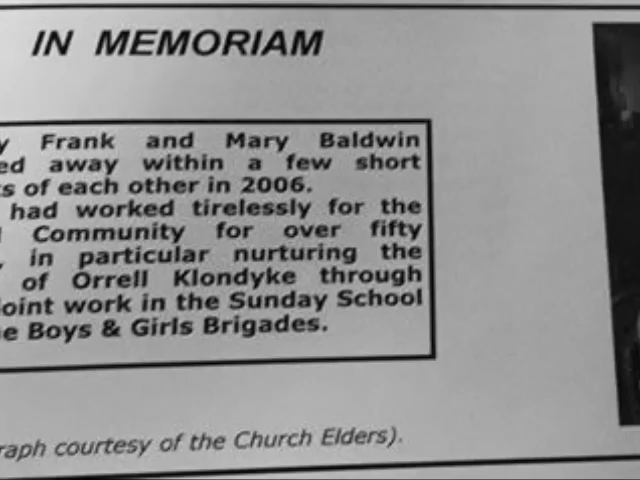 IN MEMORIAM
Frank and Mary Baldwin
away within a few short
of each other in 2006.
had worked tirelessly for the
Community for over fifty
in particular nurturing the
of Orrell Klondyke through
joint work in the Sunday School
Boys & Girls Brigades.
courtesy of the Church Elders).